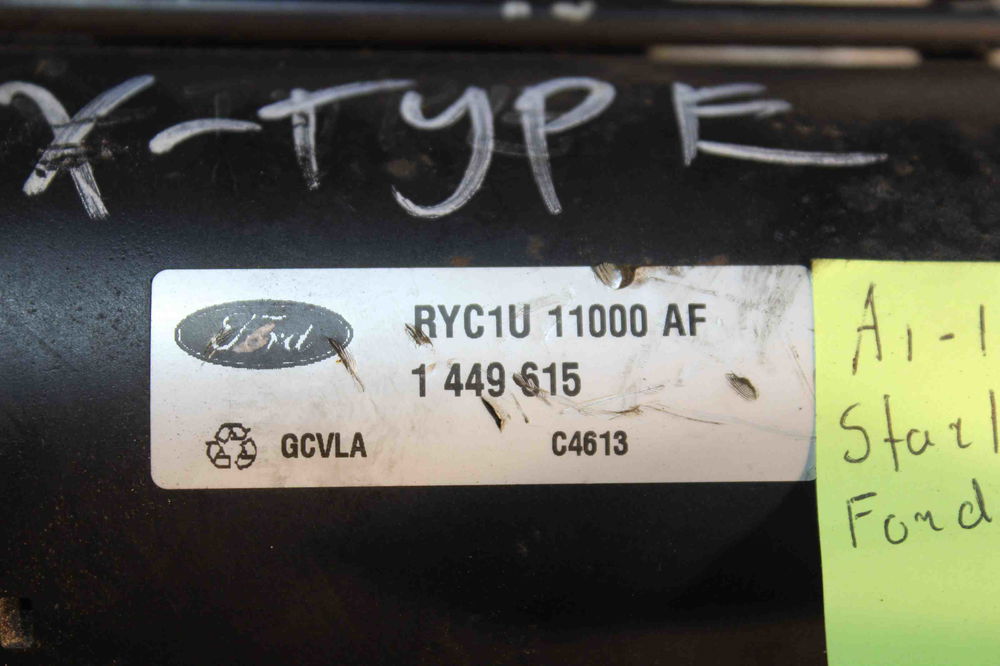 X-TYPE
Ford
RYC1U 11000 AF
1 449 615
GCVLA
C4613
A1-1
Start
Ford